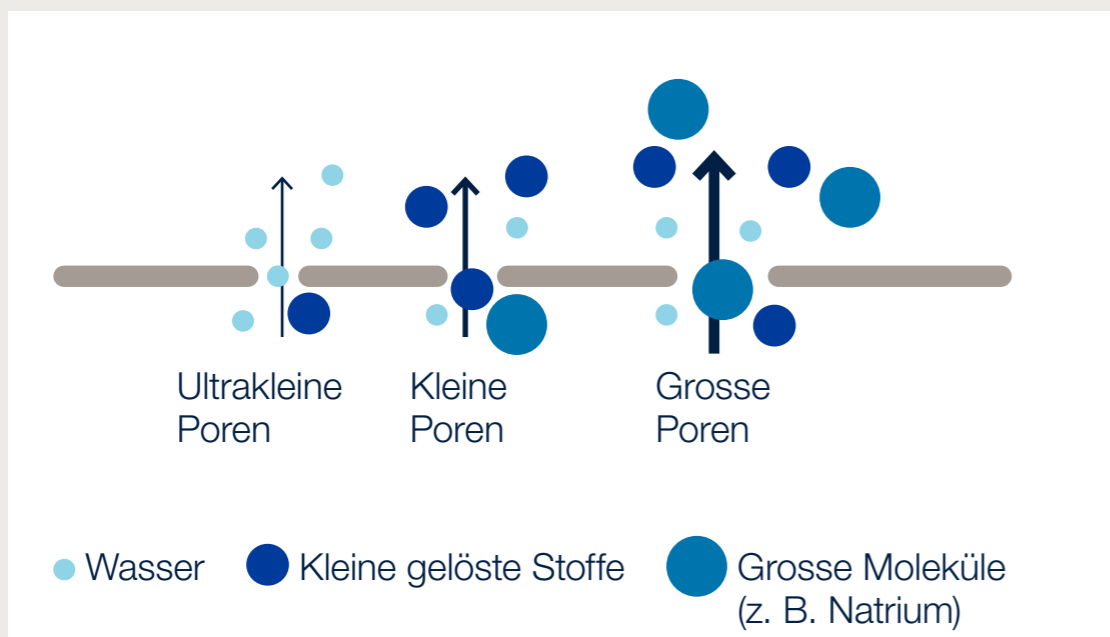 Ultrakleine
Poren
Kleine
Poren
Grosse
Poren
Wasser
Kleine gelöste Stoffe
Grosse Moleküle
(z. B. Natrium)